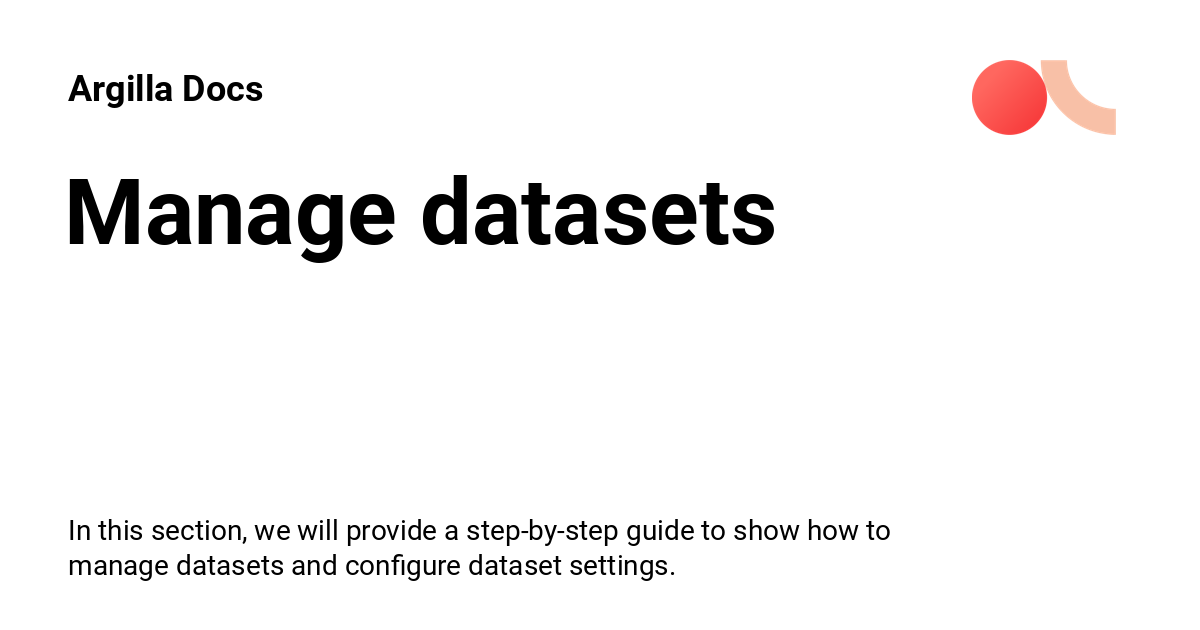 Argilla Docs
Manage datasets
In this section, we will provide a step-by-step guide to show how to
manage datasets and configure dataset settings.